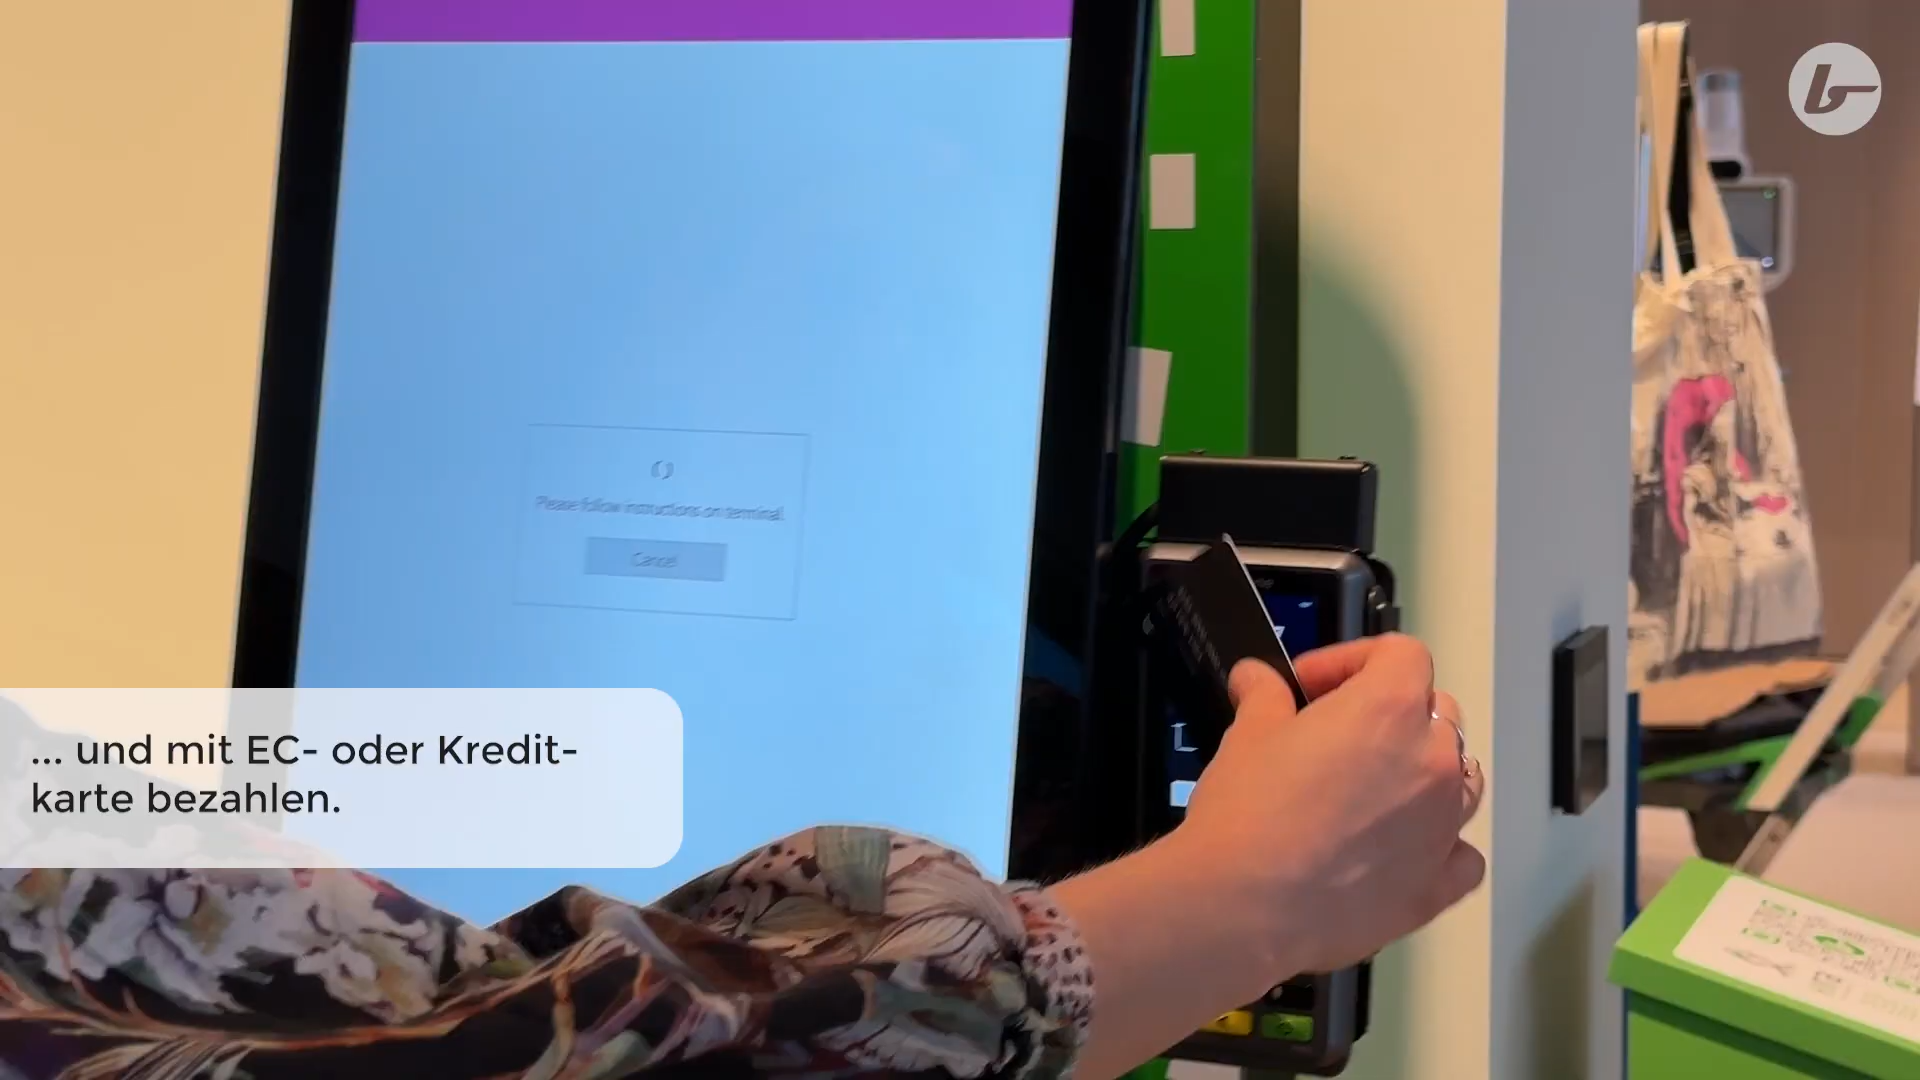 Please follow instructions on terminal.
Cancel
... und mit EC- oder Kredit-
karte bezahlen.